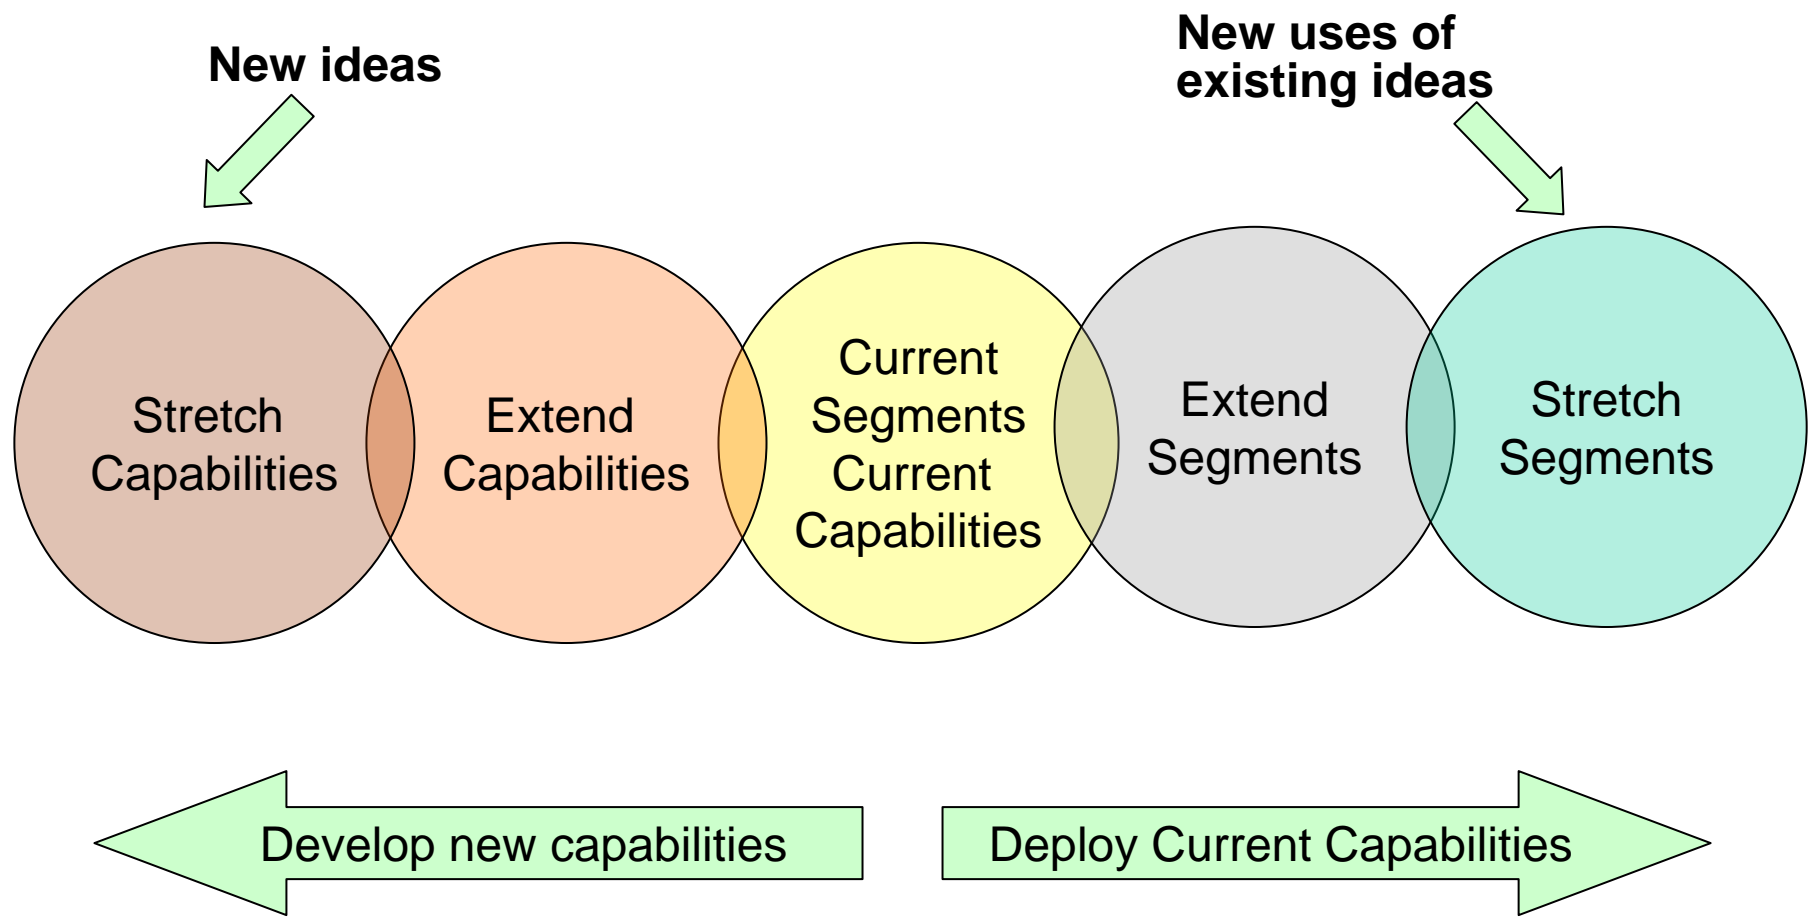 New ideas
New uses of
existing ideas
Stretch
Capabilities
Extend
Capabilities
Current
Segments
Current
Capabilities
Extend
Segments
Stretch
Segments
Develop new capabilities
Deploy Current Capabilities